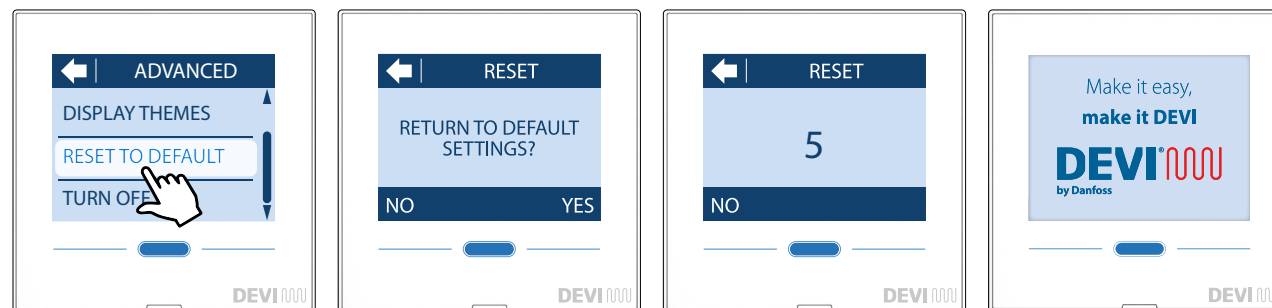 ADVANCED
DISPLAY THEMES
RESET TO DEFAULT
TURN OFF
DEVI
RESET
RETURN TO DEFAULT
SETTINGS?
NO YES
DEVI
RESET
5
NO
DEVI
Make it easy,
make it DEVI
DEVI®
by Danfoss
DEVI